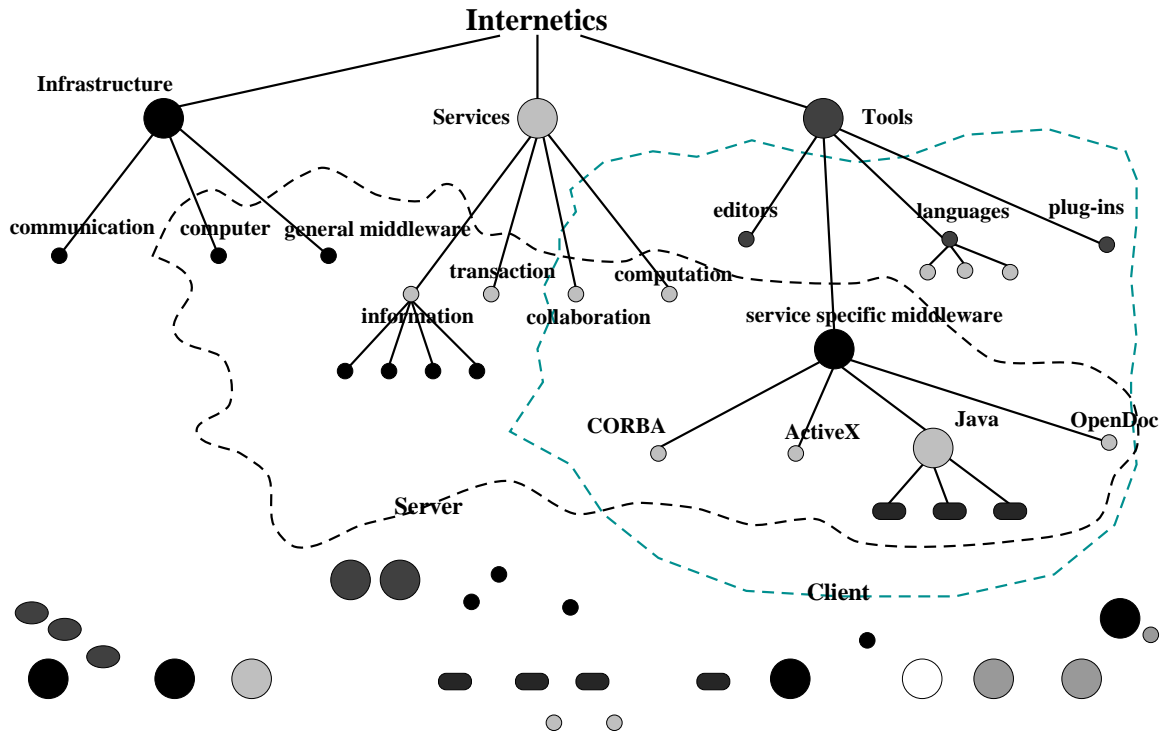 Internetics
Infrastructure
Services
Tools
editors
languages
plug-ins
communication
computer
general middleware
transaction
computation
information
collaboration
service specific middleware
CORBA
ActiveX
Java
OpenDoc
Server
Client